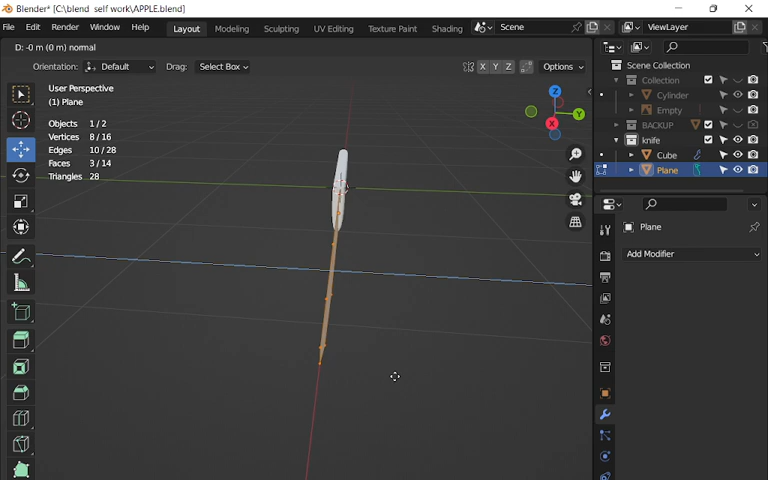 Blender* [C:\blend self work\APPLE.blend]
File Edit Render Window Help Layout Modeling Sculpting UV Editing Texture Paint Shading Scene ViewLayer
D: -0 m (0 m) normal
Orientation: Default Drag: Select Box X Y Z Options
User Perspective
(1) Plane
Objects 1/2
Vertices 8/16
Edges 10/28
Faces 3/14
Triangles 28
Z
Y
X
Scene Collection
Collection
Cylinder
Empty
BACKUP
knife
Cube
Plane
Plane
Add Modifier